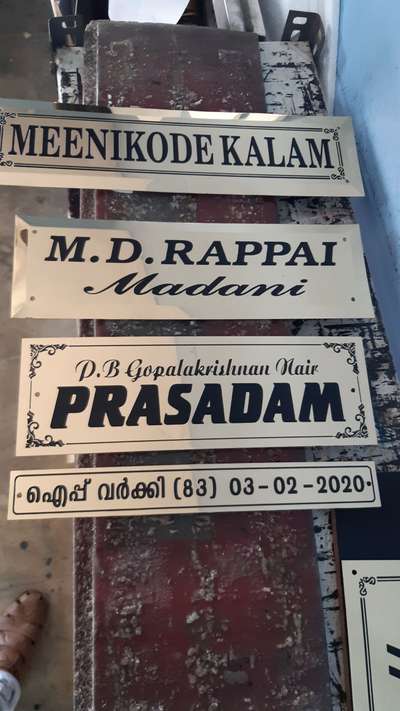 MEENIKODE KALAM
M.D.RAPPAI
Madani
P.B Gopalakrishnan Nair
PRASADAM
ഐപ്പ് വർക്കി (83) 03-02-2020